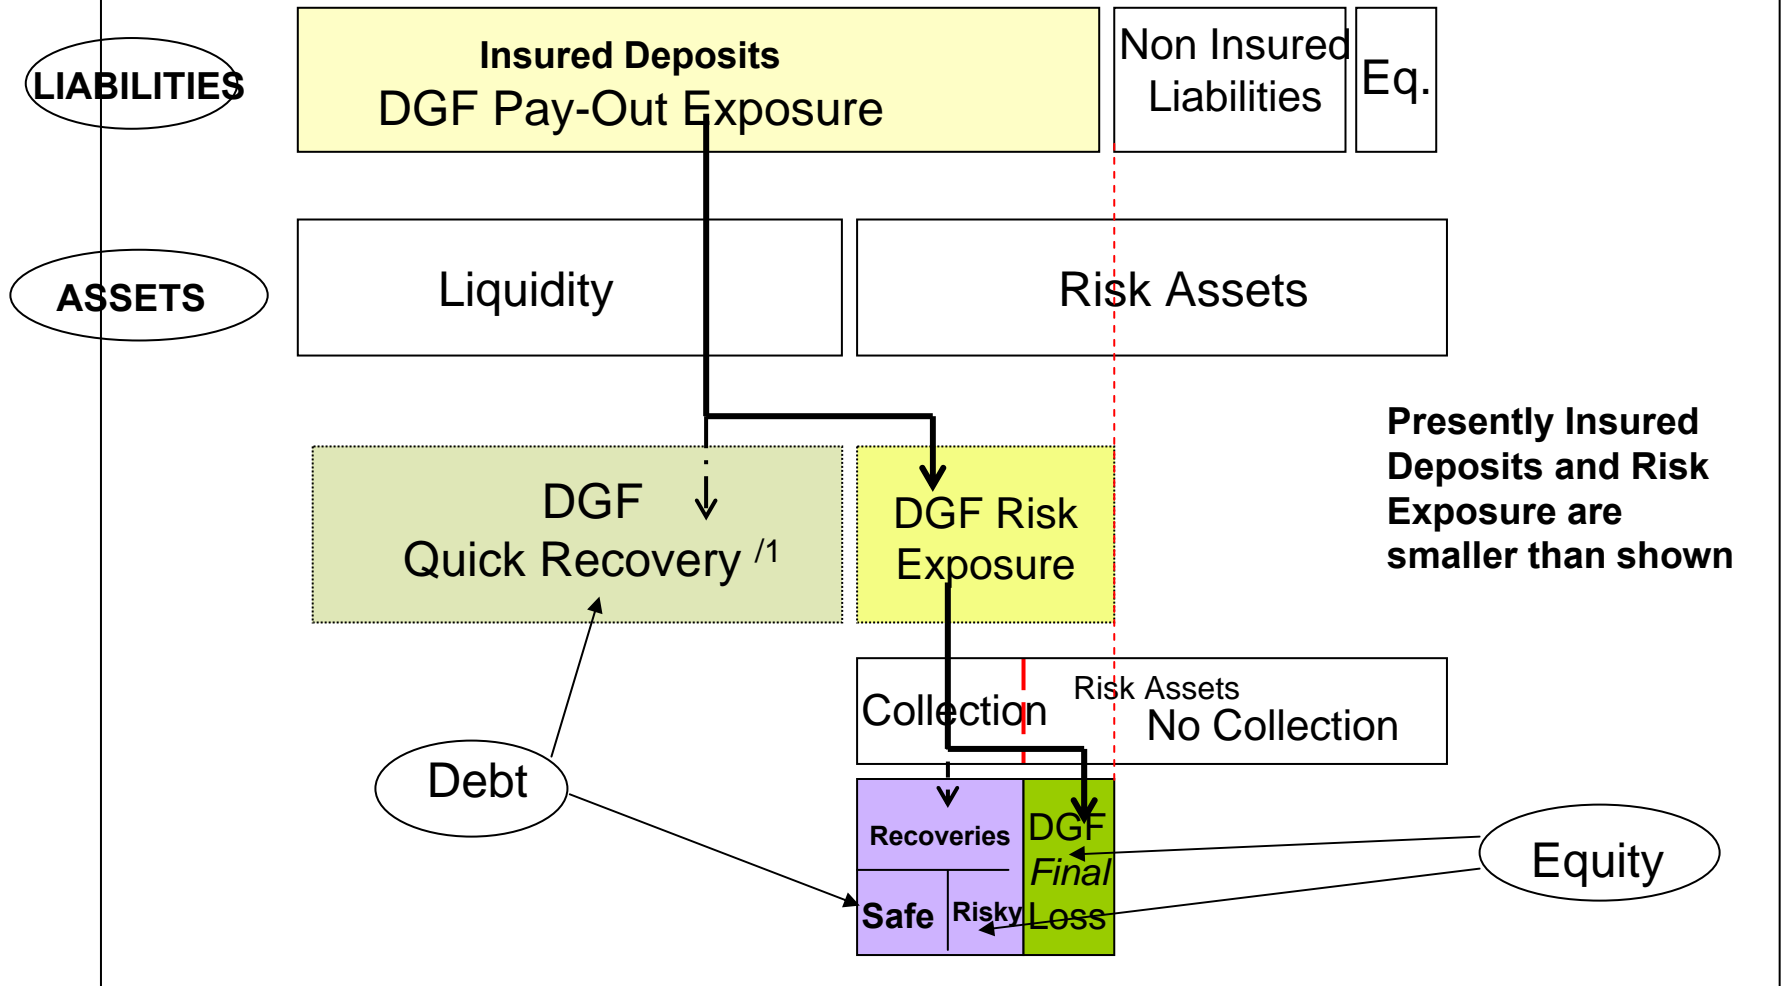 LIABILITIES
Insured Deposits
DGF Pay-Out Exposure
Non Insured
Liabilities
Eq.
ASSETS
Liquidity
Risk Assets
DGF
Quick Recovery /1
DGF Risk
Exposure
Presently Insured
Deposits and Risk
Exposure are
smaller than shown
Collection
Risk Assets
No Collection
Debt
Recoveries
Safe
Risky
DGF
Final
Loss
Equity